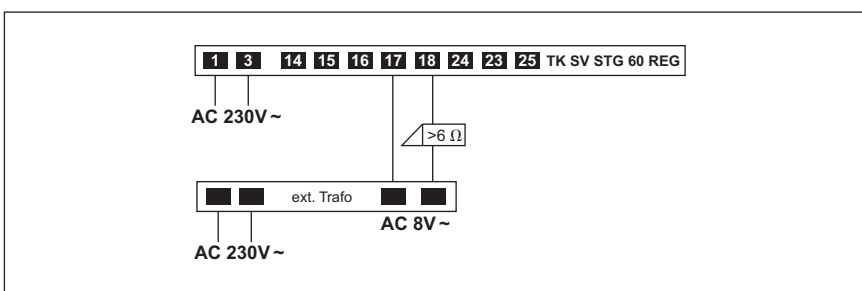 1 3 14 15 16 17 18 24 23 25 TK SV STG 60 REG
AC 230V ~
>6 Ω
ext. Trafo
AC 8V ~
AC 230V ~